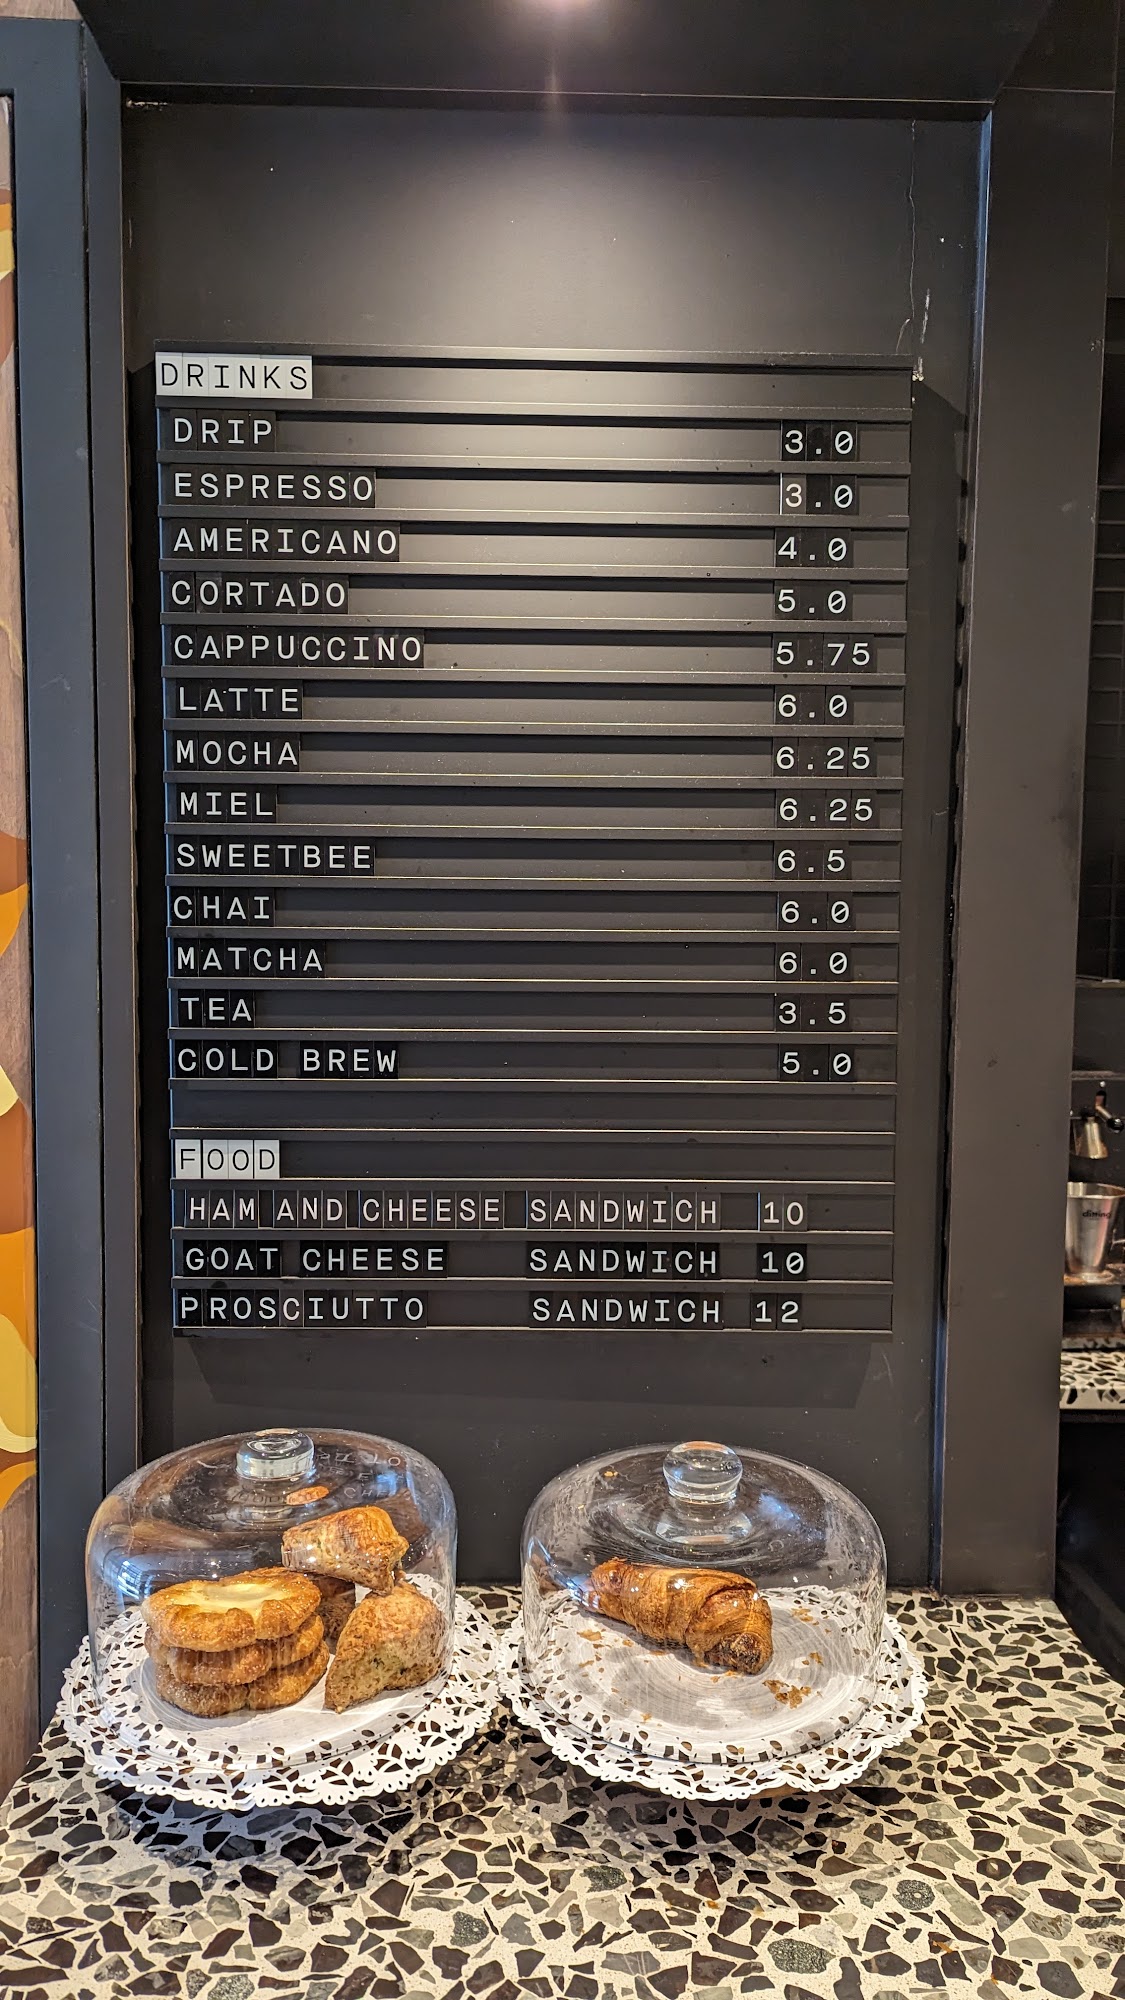 DRINKS
DRIP 3.0
ESPRESSO 3.0
AMERICANO 4.0
CORTADO 5.0
CAPPUCCINO 5.75
LATTE 6.0
MOCHA 6.25
MIEL 6.25
SWEETBEE 6.5
CHAI 6.0
MATCHA 6.0
TEA 3.5
COLD BREW 5.0
FOOD
HAM AND CHEESE SANDWICH 10
GOAT CHEESE SANDWICH 10
PROSCIUTTO SANDWICH 12